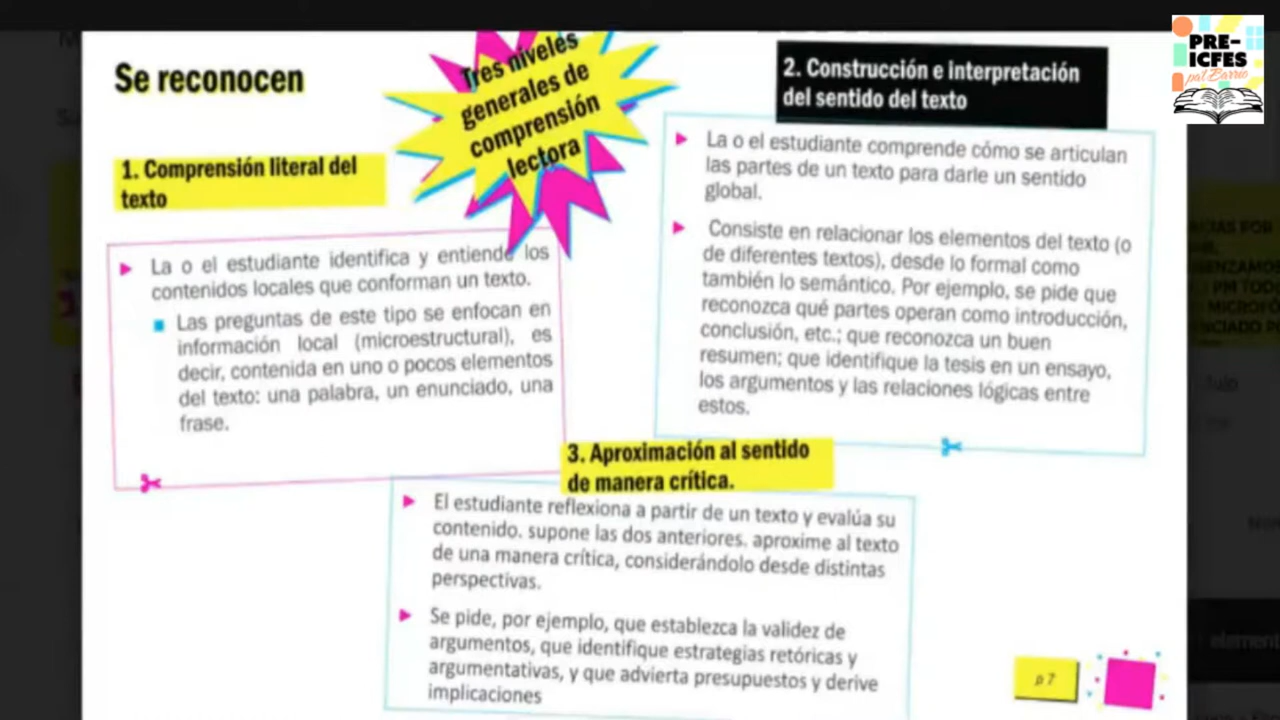 Se reconocen
Tres niveles
generales de
comprensión
lectora
1. Comprensión literal del
texto
La o el estudiante identifica y entiende los
contenidos locales que conforman un texto.
Las preguntas de este tipo se enfocan en
información local (microestructural), es
decir, contenida en uno o pocos elementos
del texto: una palabra, un enunciado, una
frase.
2. Construcción e interpretación
del sentido del texto
La o el estudiante comprende cómo se articulan
las partes de un texto para darle un sentido
global.
Consiste en relacionar los elementos del texto (o
de diferentes textos), desde lo formal como
también lo semántico. Por ejemplo, se pide que
reconozca qué partes operan como introducción,
conclusión, etc.; que reconozca un buen
resumen; que identifique la tesis en un ensayo,
los argumentos y las relaciones lógicas entre
estos.
3. Aproximación al sentido
de manera crítica.
El estudiante reflexiona a partir de un texto y evalúa su
contenido. supone las dos anteriores. aproxime al texto
de una manera crítica, considerándolo desde distintas
perspectivas.
Se pide, por ejemplo, que establezca la validez de
argumentos, que identifique estrategias retóricas y
argumentativas, y que advierta presupuestos y derive
implicaciones
p 7
PRE-
ICFES
pal Barrio